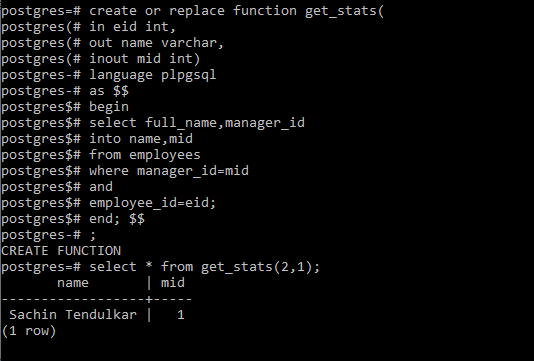 postgres=# create or replace function get_stats(
postgres(# in eid int,
postgres(# out name varchar,
postgres(# inout mid int)
postgres-# language plpgsql
postgres-# as $$
postgres$# begin
postgres$# select full_name,manager_id
postgres$# into name,mid
postgres$# from employees
postgres$# where manager_id=mid
postgres$# and
postgres$# employee_id=eid;
postgres$# end; $$
postgres-# ;
CREATE FUNCTION
postgres=# select * from get_stats(2,1);
       name       | mid
------------------+-----
 Sachin Tendulkar |   1
(1 row)